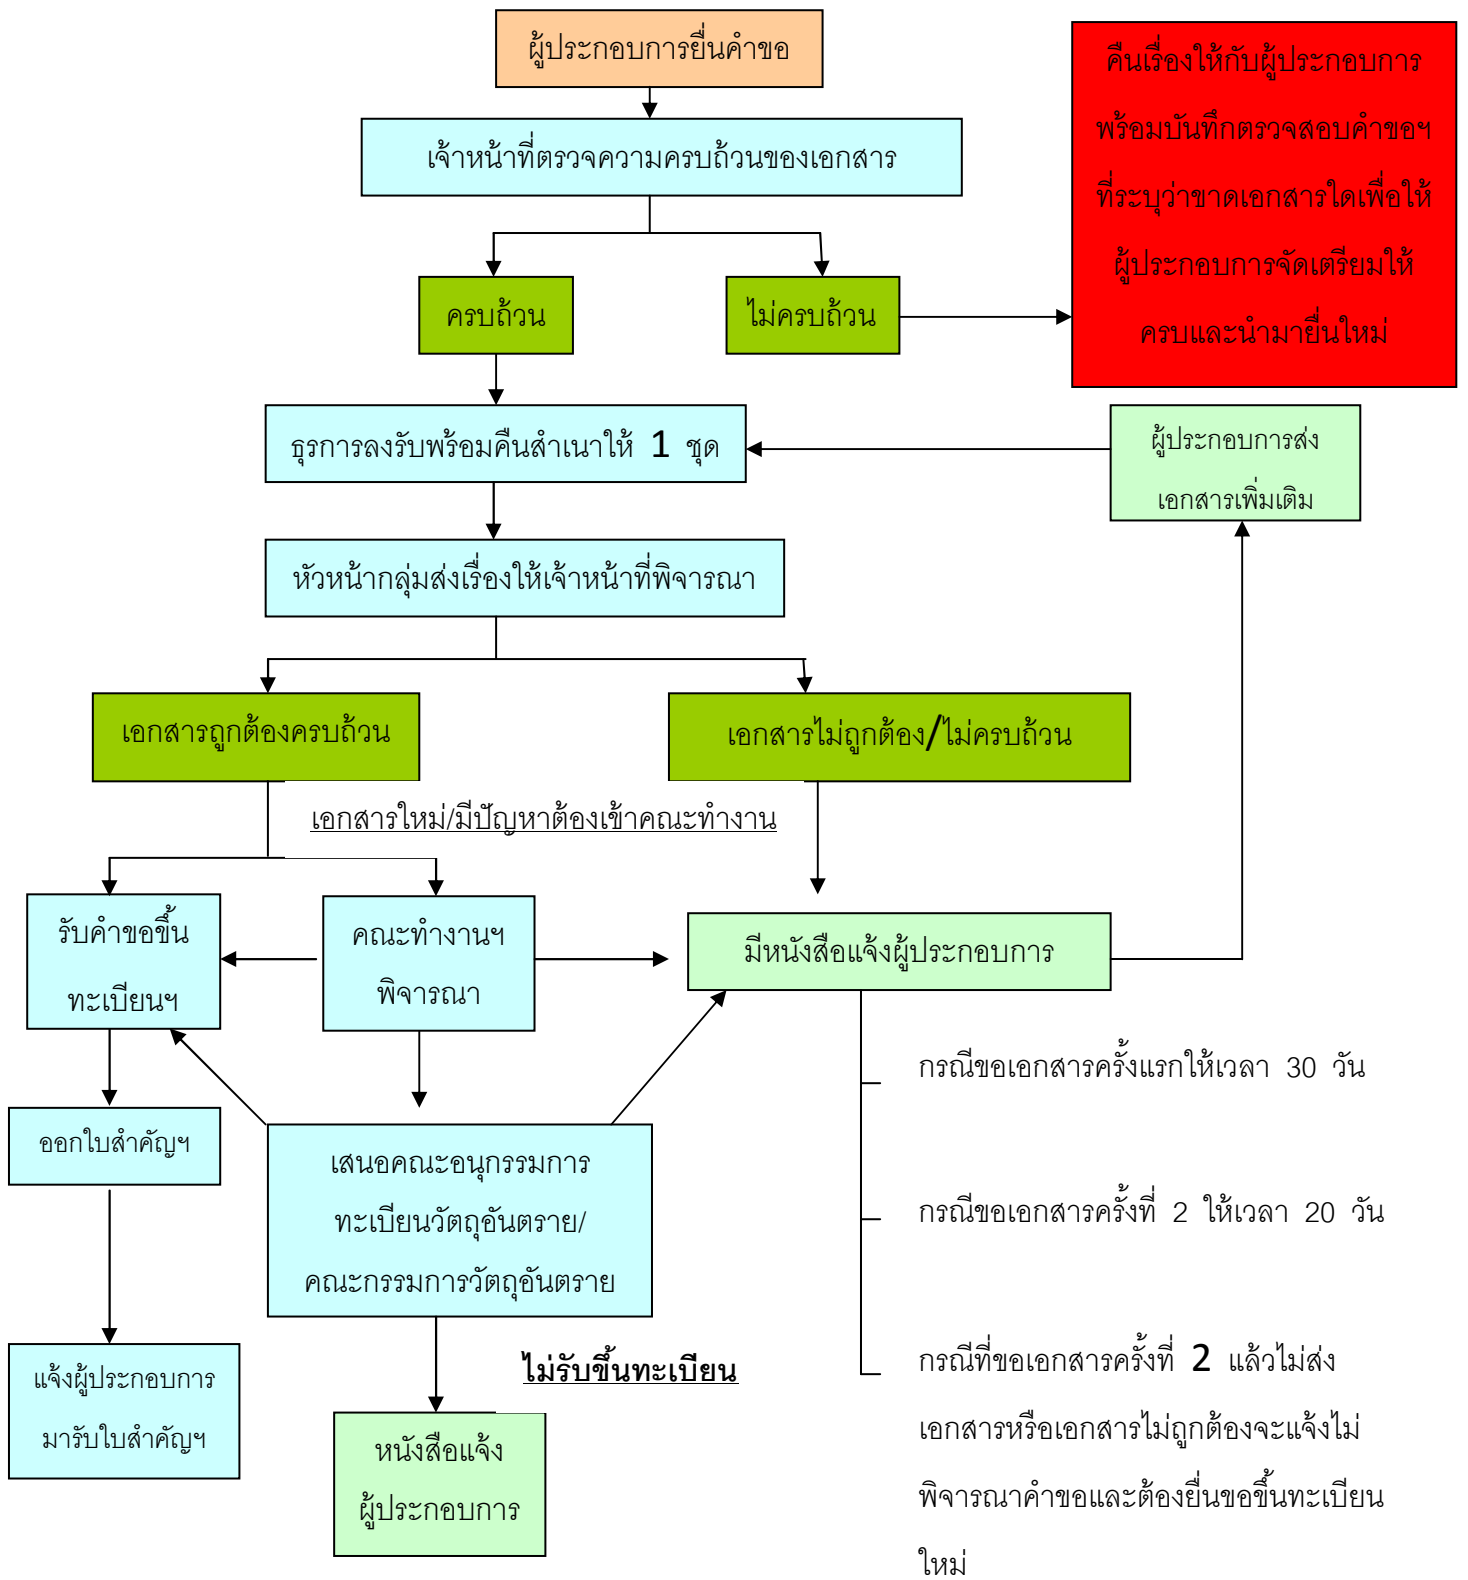 ผู้ประกอบการยื่นคำขอ
คืนเรื่องให้กับผู้ประกอบการ
พร้อมบันทึกตรวจสอบคำขอฯ
ที่ระบุว่าขาดเอกสารใดเพื่อให้
ผู้ประกอบการจัดเตรียมให้
ครบและนำมายื่นใหม่
เจ้าหน้าที่ตรวจความครบถ้วนของเอกสาร
ครบถ้วน
ไม่ครบถ้วน
ธุรการลงรับพร้อมคืนสำเนาให้ 1 ชุด
ผู้ประกอบการส่ง
เอกสารเพิ่มเติม
หัวหน้ากลุ่มส่งเรื่องให้เจ้าหน้าที่พิจารณา
เอกสารถูกต้องครบถ้วน
เอกสารไม่ถูกต้อง/ไม่ครบถ้วน
เอกสารใหม่/มีปัญหาต้องเข้าคณะทำงาน
รับคำขอขึ้น
ทะเบียนฯ
คณะทำงานฯ
พิจารณา
มีหนังสือแจ้งผู้ประกอบการ
กรณีขอเอกสารครั้งแรกให้เวลา 30 วัน
ออกใบสำคัญฯ
เสนอคณะอนุกรรมการ
ทะเบียนวัตถุอันตราย/
คณะกรรมการวัตถุอันตราย
กรณีขอเอกสารครั้งที่ 2 ให้เวลา 20 วัน
ไม่รับขึ้นทะเบียน
แจ้งผู้ประกอบการ
มารับใบสำคัญฯ
หนังสือแจ้ง
ผู้ประกอบการ
กรณีที่ขอเอกสารครั้งที่ 2 แล้วไม่ส่ง
เอกสารหรือเอกสารไม่ถูกต้องจะแจ้งไม่
พิจารณาคำขอและต้องยื่นขอขึ้นทะเบียน
ใหม่